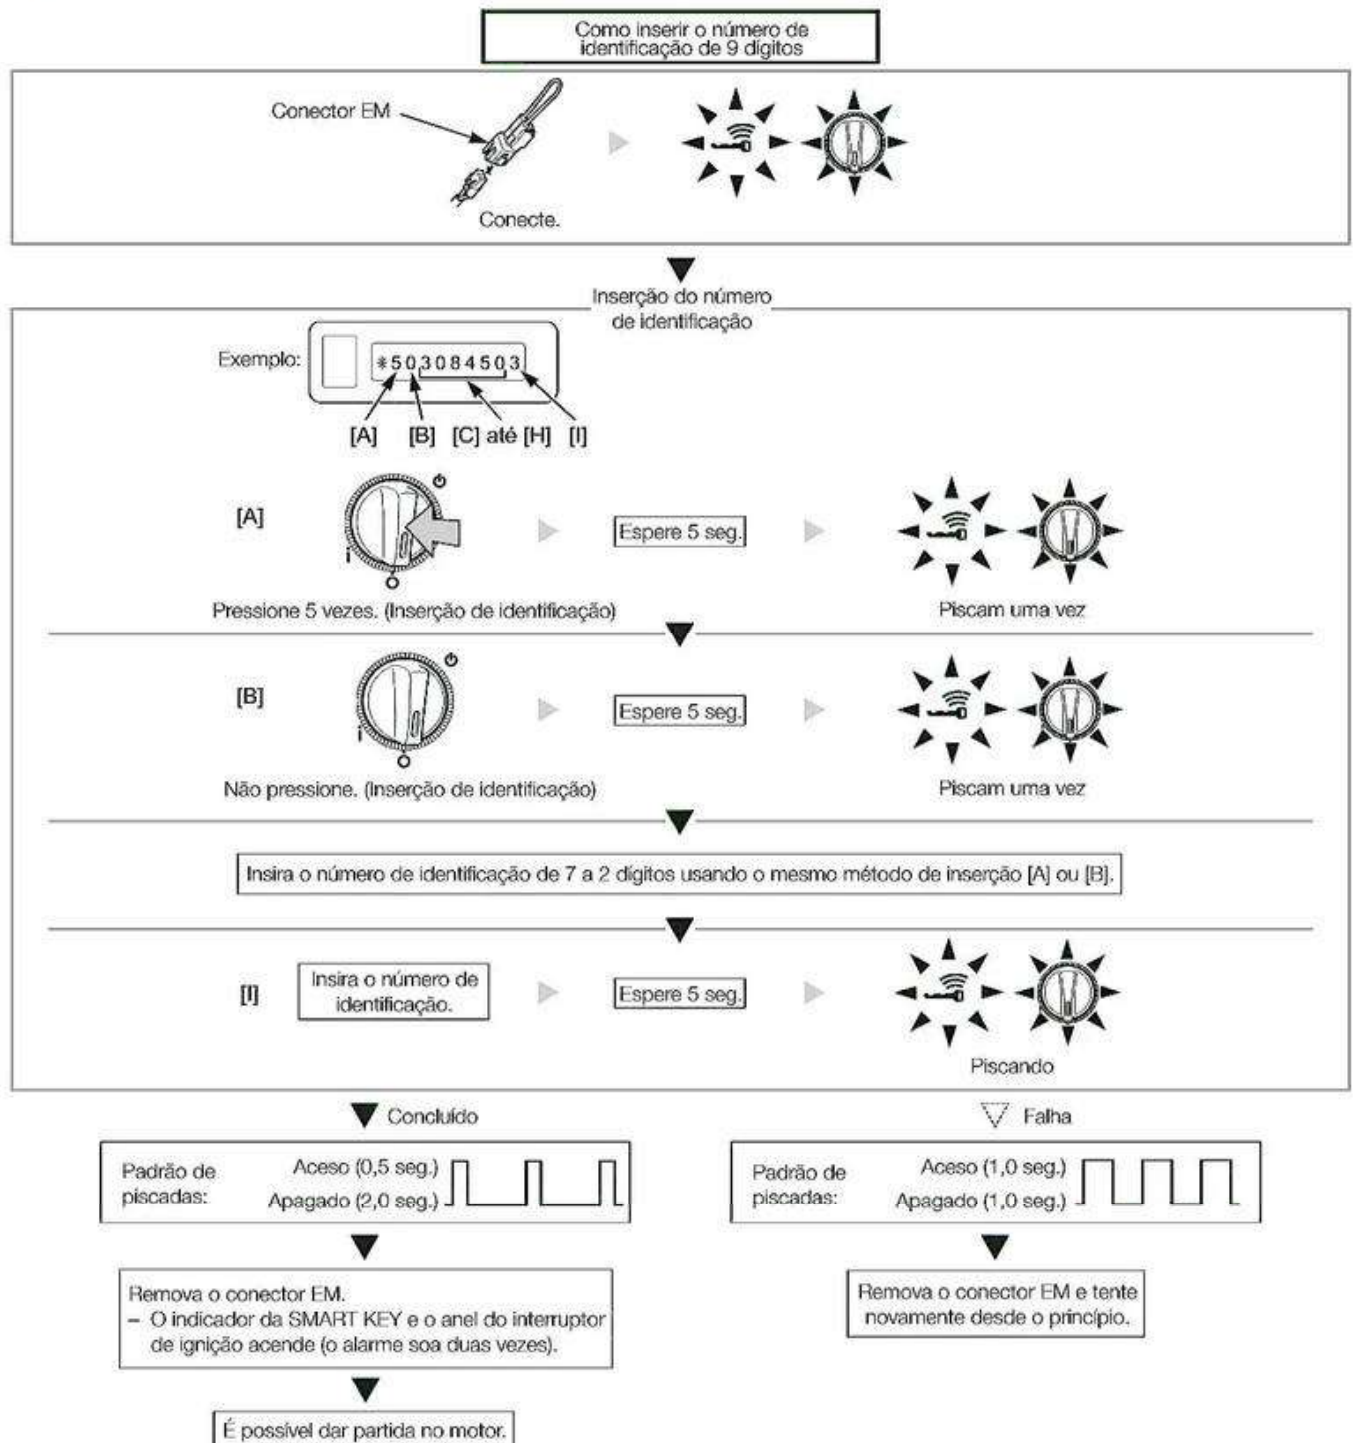 Como inserir o número de
identificação de 9 dígitos
Conector EM
Conecte.
Inserção do número
de identificação
Exemplo:
*503084503
[A] [B] [C] até [H] [I]
[A]
Espere 5 seg.
Pressione 5 vezes. (Inserção de identificação)
Piscam uma vez
[B]
Espere 5 seg.
Não pressione. (Inserção de identificação)
Piscam uma vez
Insira o número de identificação de 7 a 2 dígitos usando o mesmo método de inserção [A] ou [B].
[I]
Insira o número de
identificação.
Espere 5 seg.
Piscando
Concluído
Padrão de
piscadas:
Aceso (0,5 seg.)
Apagado (2,0 seg.)
Remova o conector EM.
– O indicador da SMART KEY e o anel do interruptor
de ignição acende (o alarme soa duas vezes).
É possível dar partida no motor.
Falha
Padrão de
piscadas:
Aceso (1,0 seg.)
Apagado (1,0 seg.)
Remova o conector EM e tente
novamente desde o princípio.